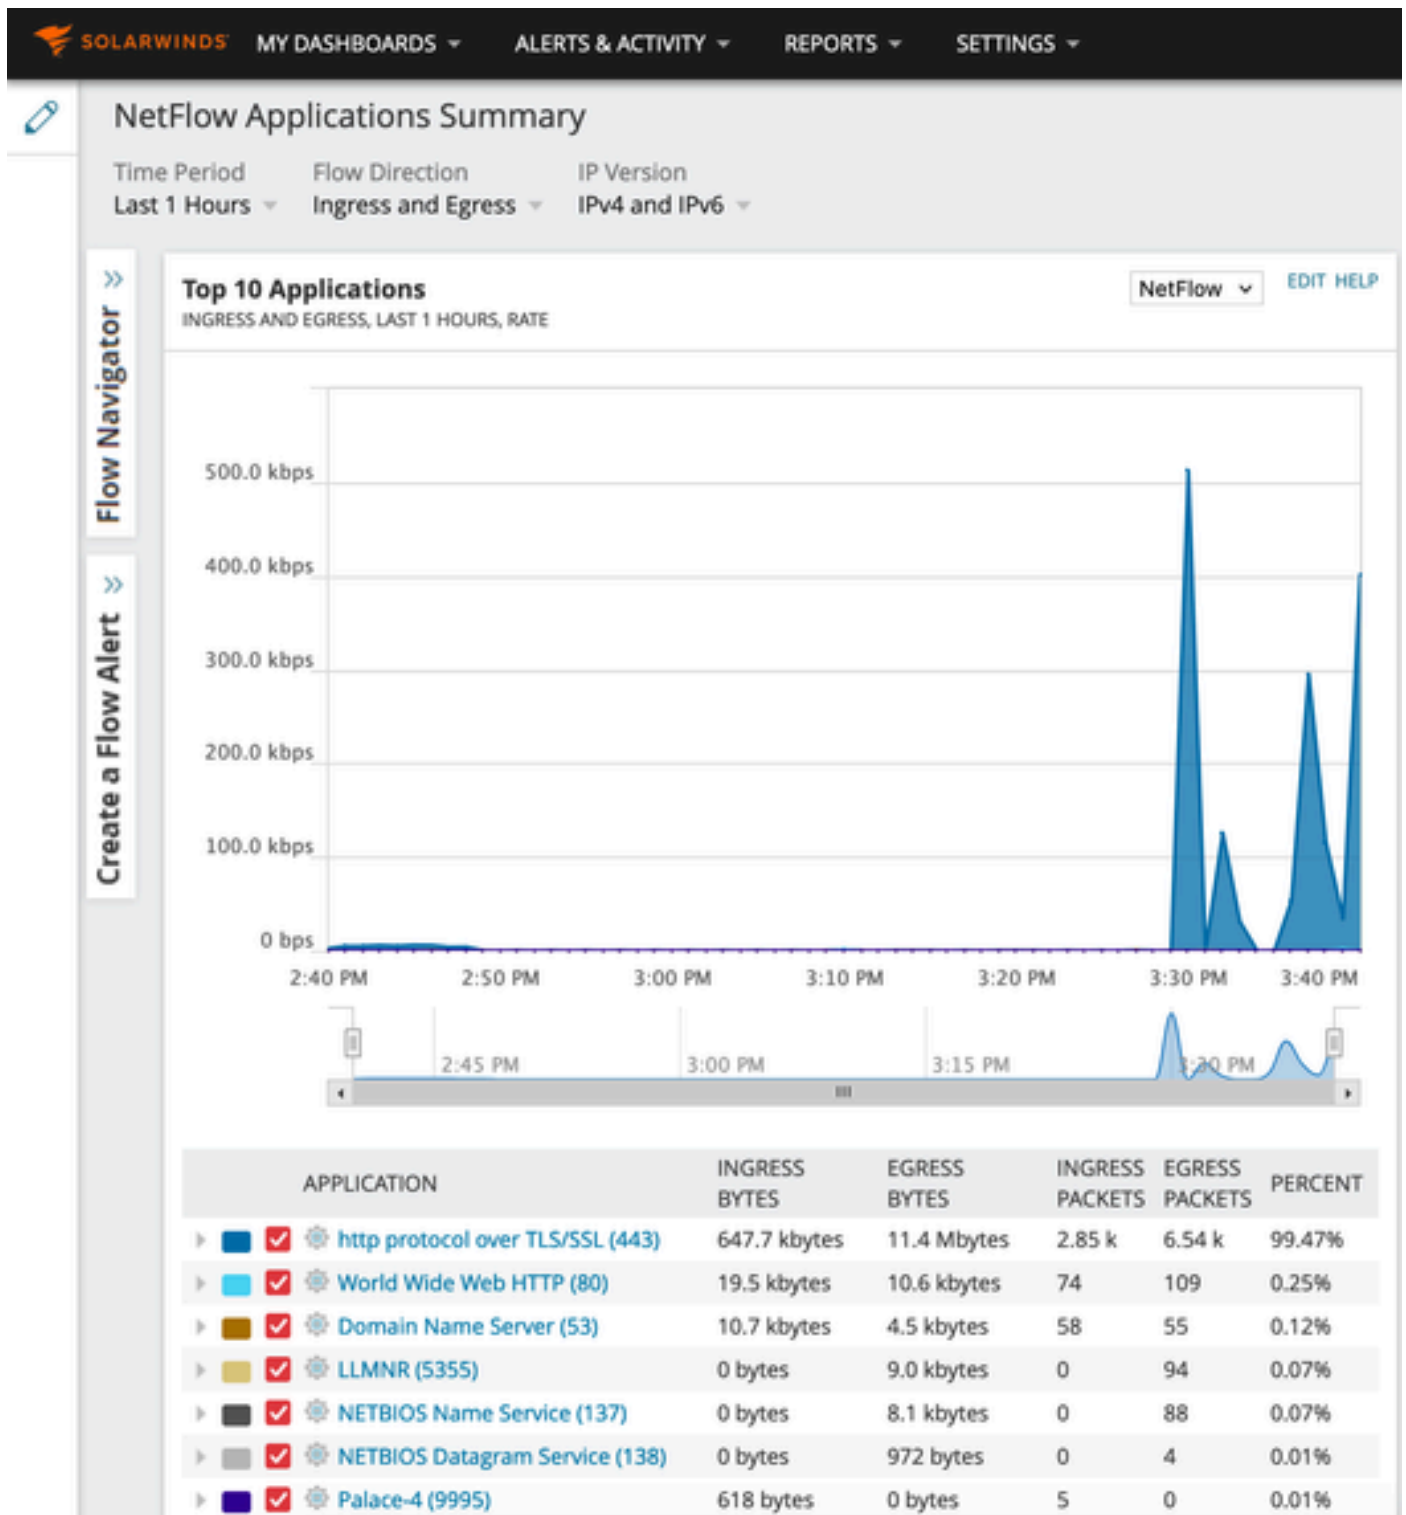 SOLARWINDS MY DASHBOARDS ALERTS & ACTIVITY REPORTS SETTINGS
NetFlow Applications Summary
Time Period Flow Direction IP Version
Last 1 Hours Ingress and Egress IPv4 and IPv6
Flow Navigator
Create a Flow Alert
Top 10 Applications NetFlow EDIT HELP
INGRESS AND EGRESS, LAST 1 HOURS, RATE
500.0 kbps
400.0 kbps
300.0 kbps
200.0 kbps
100.0 kbps
0 bps
2:40 PM 2:50 PM 3:00 PM 3:10 PM 3:20 PM 3:30 PM 3:40 PM
2:45 PM 3:00 PM 3:15 PM 3:30 PM
APPLICATION INGRESS BYTES EGRESS BYTES INGRESS PACKETS EGRESS PACKETS PERCENT
http protocol over TLS/SSL (443) 647.7 kbytes 11.4 Mbytes 2.85 k 6.54 k 99.47%
World Wide Web HTTP (80) 19.5 kbytes 10.6 kbytes 74 109 0.25%
Domain Name Server (53) 10.7 kbytes 4.5 kbytes 58 55 0.12%
LLMNR (5355) 0 bytes 9.0 kbytes 0 94 0.07%
NETBIOS Name Service (137) 0 bytes 8.1 kbytes 0 88 0.07%
NETBIOS Datagram Service (138) 0 bytes 972 bytes 0 4 0.01%
Palace-4 (9995) 618 bytes 0 bytes 5 0 0.01%